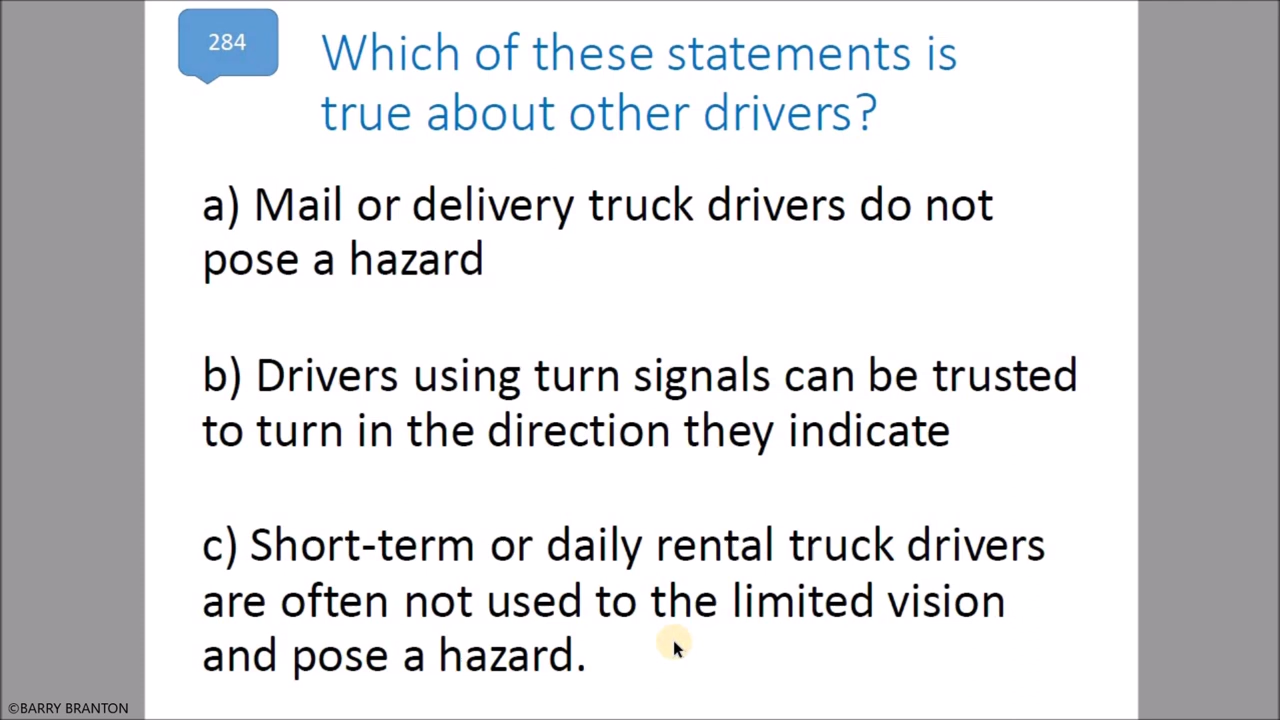 284
Which of these statements is
true about other drivers?
a) Mail or delivery truck drivers do not
pose a hazard
b) Drivers using turn signals can be trusted
to turn in the direction they indicate
c) Short-term or daily rental truck drivers
are often not used to the limited vision
and pose a hazard.
©BARRY BRANTON